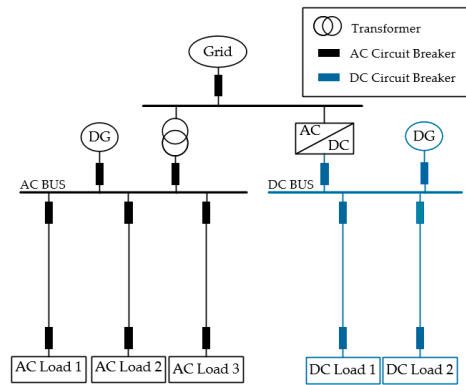 Transformer
AC Circuit Breaker
DC Circuit Breaker
Grid
DG
AC
DC
DG
AC BUS
DC BUS
AC Load 1
AC Load 2
AC Load 3
DC Load 1
DC Load 2